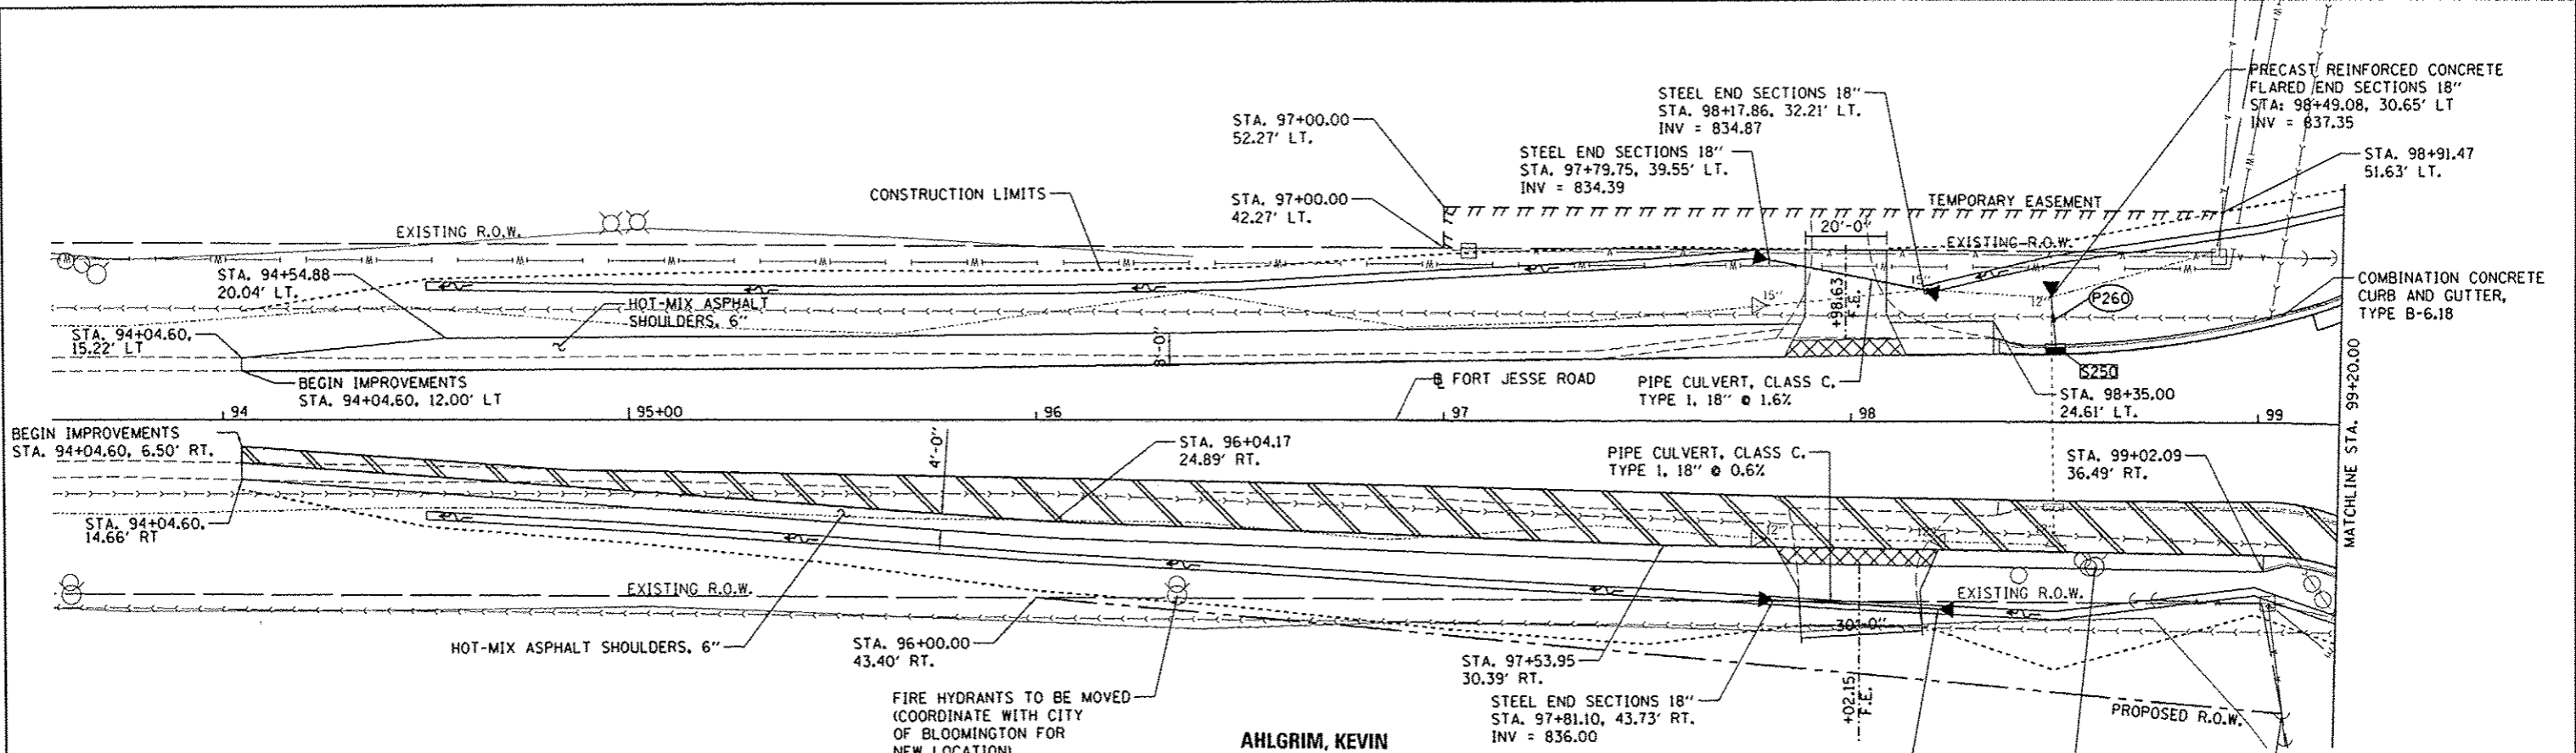 PRECAST REINFORCED CONCRETE
FLARED END SECTIONS 18"
STA: 98+49.08, 30.65' LT
INV = 837.35
STEEL END SECTIONS 18"
STA. 98+17.86, 32.21' LT.
INV = 834.87
STA. 97+00.00
52.27' LT.
STEEL END SECTIONS 18"
STA. 97+79.75, 39.55' LT.
INV = 834.39
STA. 98+91.47
51.63' LT.
CONSTRUCTION LIMITS
STA. 97+00.00
42.27' LT.
TEMPORARY EASEMENT
EXISTING R.O.W.
20'-0"
EXISTING R.O.W.
STA. 94+54.88
20.04' LT.
COMBINATION CONCRETE
CURB AND GUTTER,
TYPE B-6.18
HOT-MIX ASPHALT
SHOULDERS, 6"
15"
15"
12"
P260
+98.63
F.E.
STA. 94+04.60,
15.22' LT
8'-0"
S250
BEGIN IMPROVEMENTS
STA. 94+04.60, 12.00' LT
℄ FORT JESSE ROAD
PIPE CULVERT, CLASS C,
TYPE 1, 18" @ 1.6%
STA. 98+35.00
24.61' LT.
MATCHLINE STA. 99+20.00
94
95+00
96
97
98
99
BEGIN IMPROVEMENTS
STA. 94+04.60, 6.50' RT.
4'-0"
STA. 96+04.17
24.89' RT.
PIPE CULVERT, CLASS C,
TYPE 1, 18" @ 0.6%
STA. 99+02.09
36.49' RT.
STA. 94+04.60,
14.66' RT
12"
EXISTING R.O.W.
EXISTING R.O.W.
30'-0"
HOT-MIX ASPHALT SHOULDERS, 6"
STA. 96+00.00
43.40' RT.
STA. 97+53.95
30.39' RT.
FIRE HYDRANTS TO BE MOVED
(COORDINATE WITH CITY
OF BLOOMINGTON FOR
NEW LOCATION)
STEEL END SECTIONS 18"
STA. 97+81.10, 43.73' RT.
INV = 836.00
+02.15
F.E.
PROPOSED R.O.W.
AHLGRIM, KEVIN